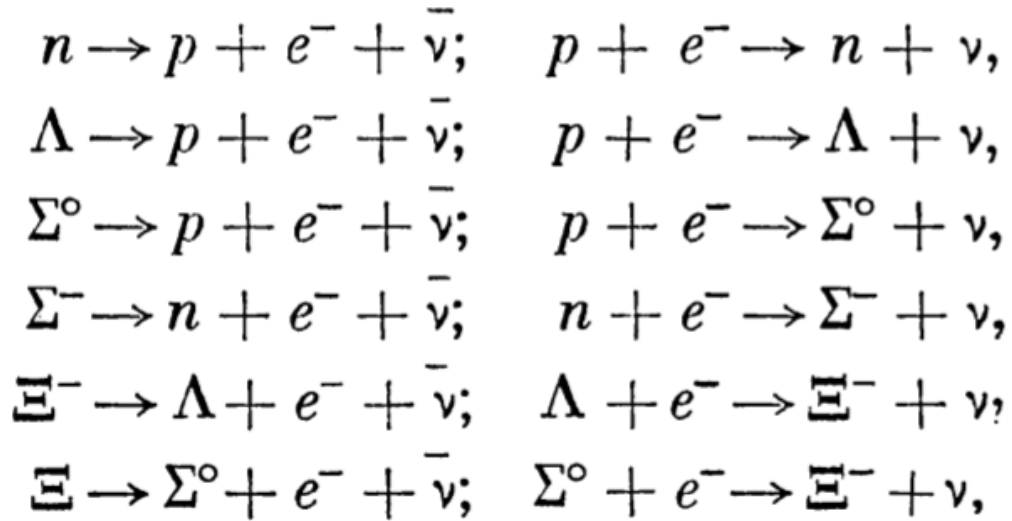 n → p + e⁻ + ν̄; p + e⁻ → n + ν,
Λ → p + e⁻ + ν̄; p + e⁻ → Λ + ν,
Σ° → p + e⁻ + ν̄; p + e⁻ → Σ° + ν,
Σ⁻ → n + e⁻ + ν̄; n + e⁻ → Σ⁻ + ν,
Ξ⁻ → Λ + e⁻ + ν̄; Λ + e⁻ → Ξ⁻ + ν,
Ξ → Σ° + e⁻ + ν̄; Σ° + e⁻ → Ξ⁻ + ν,